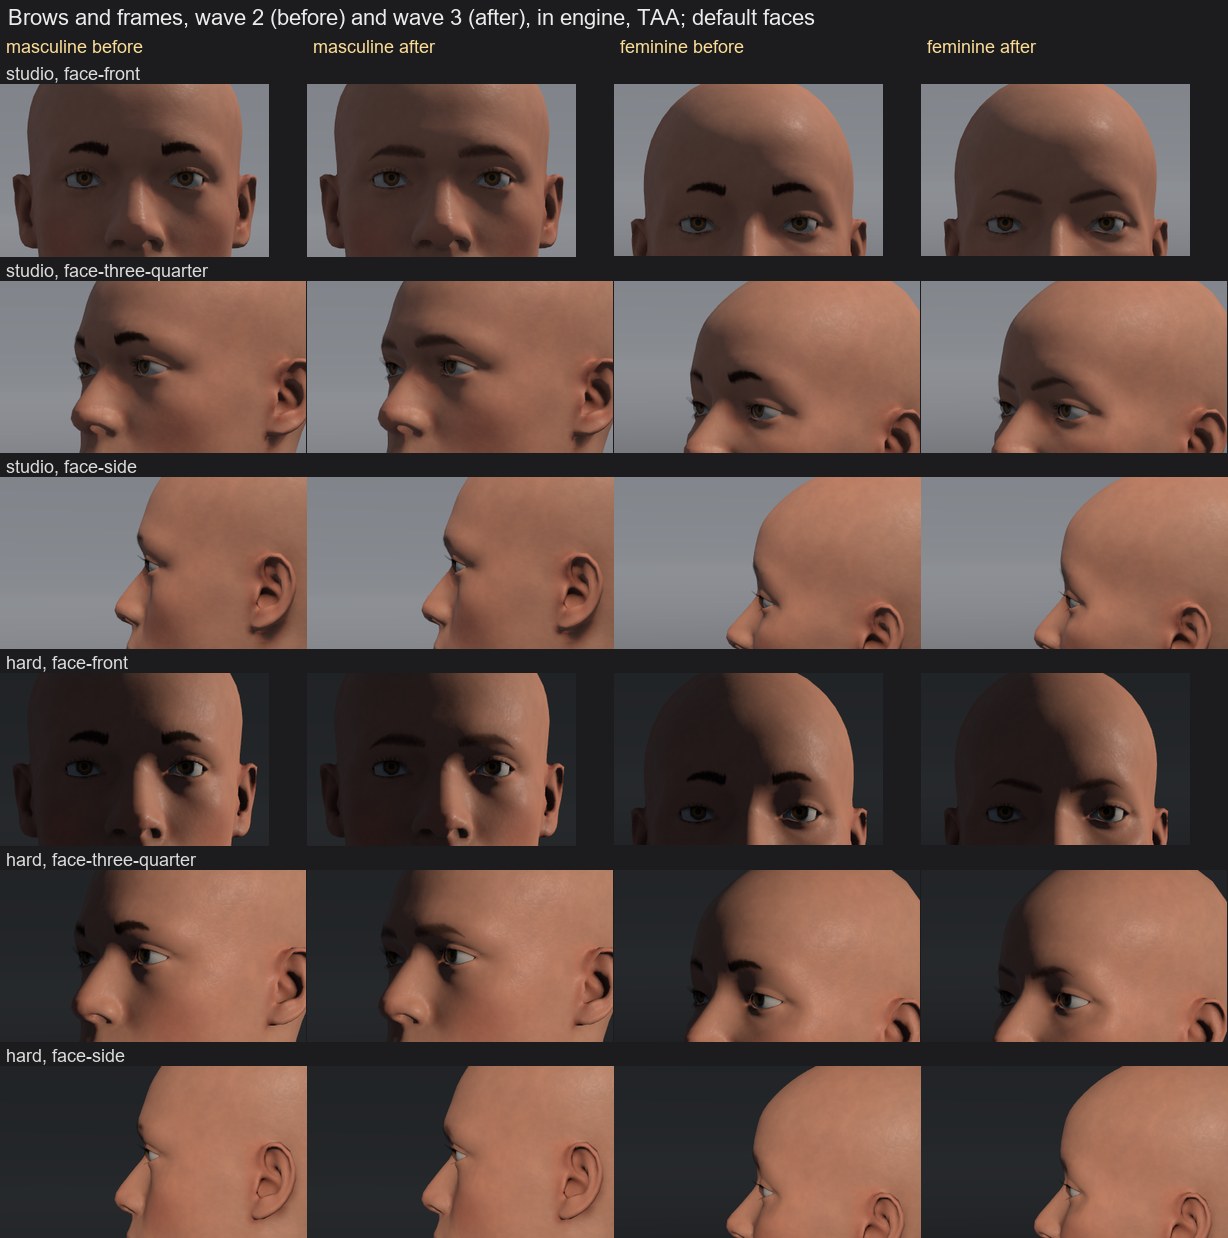 Brows and frames, wave 2 (before) and wave 3 (after), in engine, TAA; default faces
masculine before masculine after feminine before feminine after
studio, face-front
studio, face-three-quarter
studio, face-side
hard, face-front
hard, face-three-quarter
hard, face-side